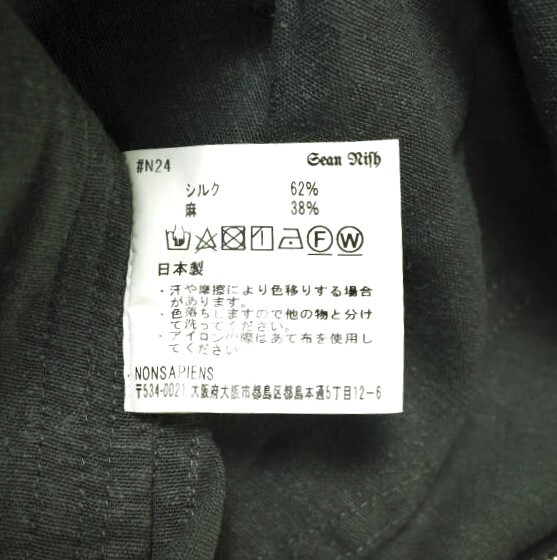 #N24 Sean Nish
シルク 62%
麻 38%
F W
日本製
・汗や摩擦により色移りする場合
があります。
・色落ちしますので他の物と分け
て洗ってください。
・アイロンの際はあて布を使用し
てください
NONSAPIENS
〒534-0021 大阪府大阪市都島区都島本通5丁目12-6